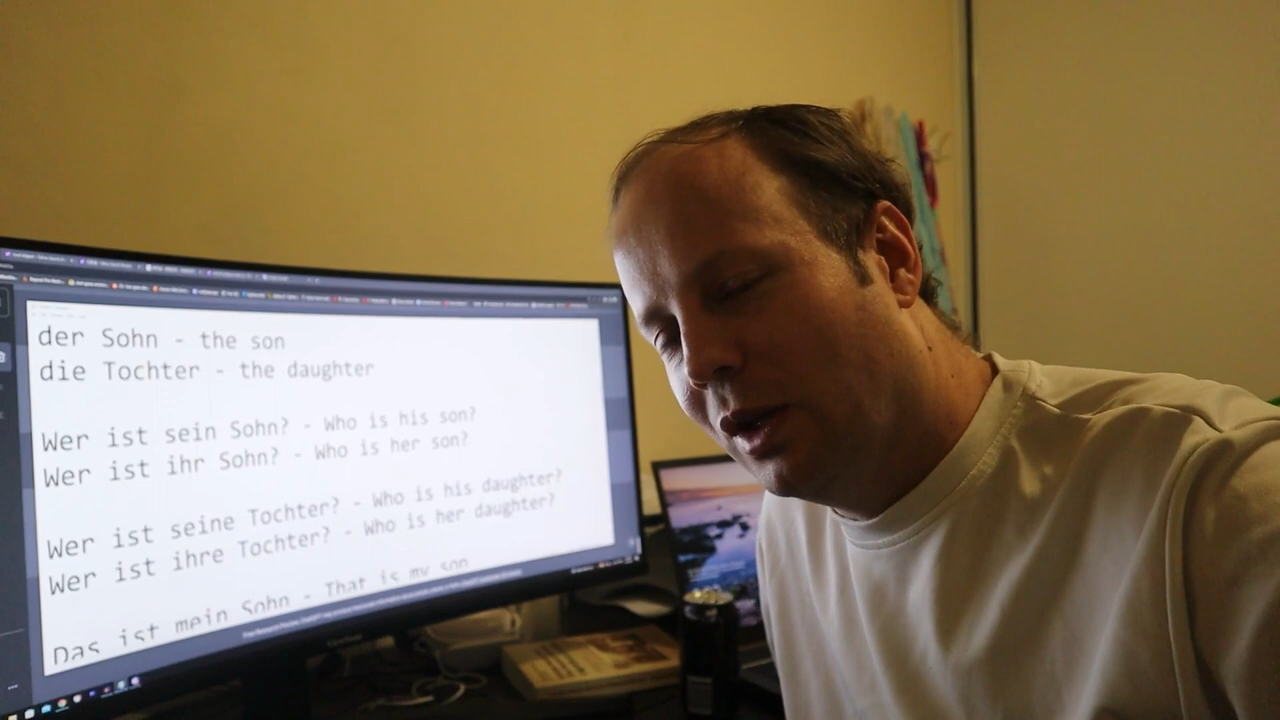 der Sohn - the son
die Tochter - the daughter
Wer ist sein Sohn? - Who is his son?
Wer ist ihr Sohn? - Who is her son?
Wer ist seine Tochter? - Who is his daughter?
Wer ist ihre Tochter? - Who is her daughter?
Das ist mein Sohn - That is my son